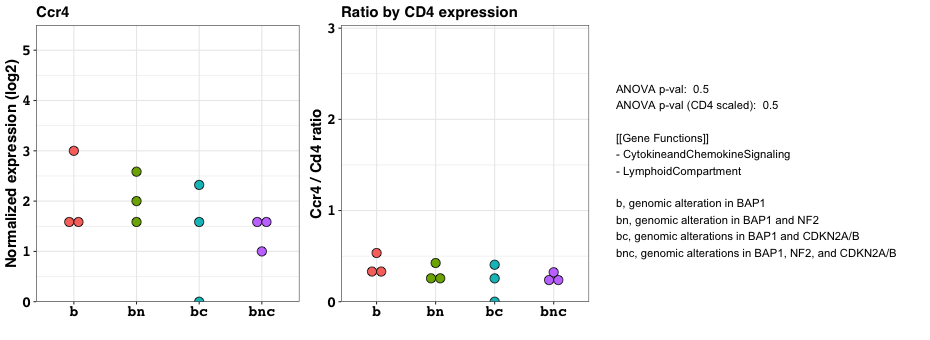 Ccr4
Normalized expression (log2)
5
4
3
2
1
0
b
bn
bc
bnc
Ratio by CD4 expression
Ccr4 / Cd4 ratio
3
2
1
0
b
bn
bc
bnc
ANOVA p-val:  0.5
ANOVA p-val (CD4 scaled):  0.5
[[Gene Functions]]
- CytokineandChemokineSignaling
- LymphoidCompartment
b, genomic alteration in BAP1
bn, genomic alteration in BAP1 and NF2
bc, genomic alterations in BAP1 and CDKN2A/B
bnc, genomic alterations in BAP1, NF2, and CDKN2A/B